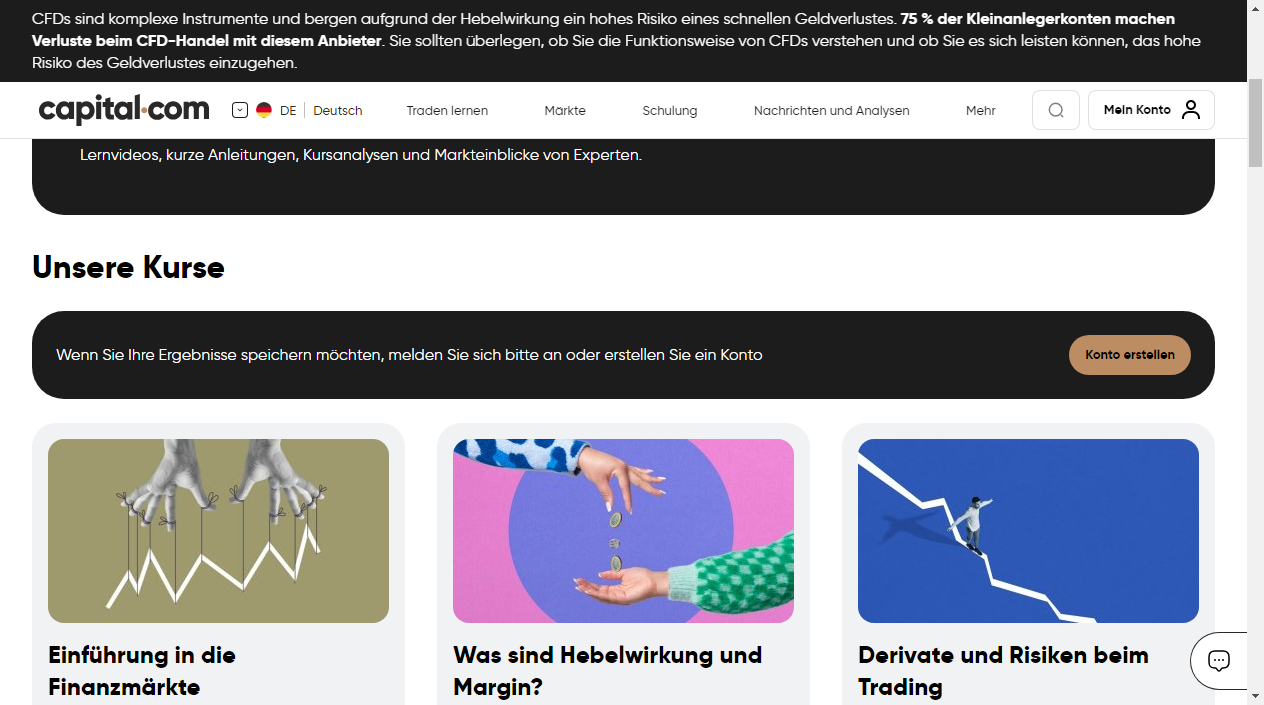 CFDs sind komplexe Instrumente und bergen aufgrund der Hebelwirkung ein hohes Risiko eines schnellen Geldverlustes. 75 % der Kleinanlegerkonten machen
Verluste beim CFD-Handel mit diesem Anbieter. Sie sollten überlegen, ob Sie die Funktionsweise von CFDs verstehen und ob Sie es sich leisten können, das hohe
Risiko des Geldverlustes einzugehen.
capital.com DE Deutsch Traden lernen Märkte Schulung Nachrichten und Analysen Mehr Mein Konto
Lernvideos, kurze Anleitungen, Kursanalysen und Markteinblicke von Experten.
Unsere Kurse
Wenn Sie Ihre Ergebnisse speichern möchten, melden Sie sich bitte an oder erstellen Sie ein Konto
Konto erstellen
Einführung in die
Finanzmärkte
Was sind Hebelwirkung und
Margin?
Derivate und Risiken beim
Trading